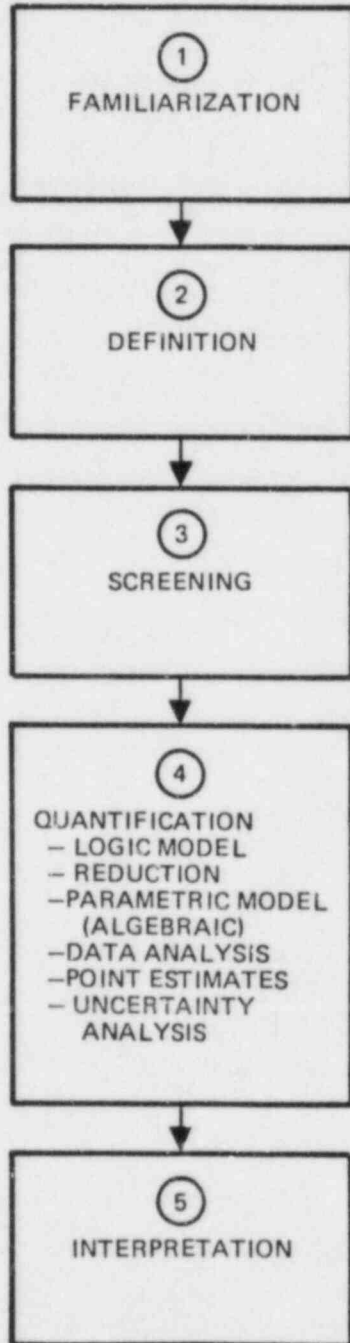 1
FAMILIARIZATION
2
DEFINITION
3
SCREENING
4
QUANTIFICATION
– LOGIC MODEL
– REDUCTION
–PARAMETRIC MODEL
(ALGEBRAIC)
–DATA ANALYSIS
–POINT ESTIMATES
– UNCERTAINTY
ANALYSIS
5
INTERPRETATION